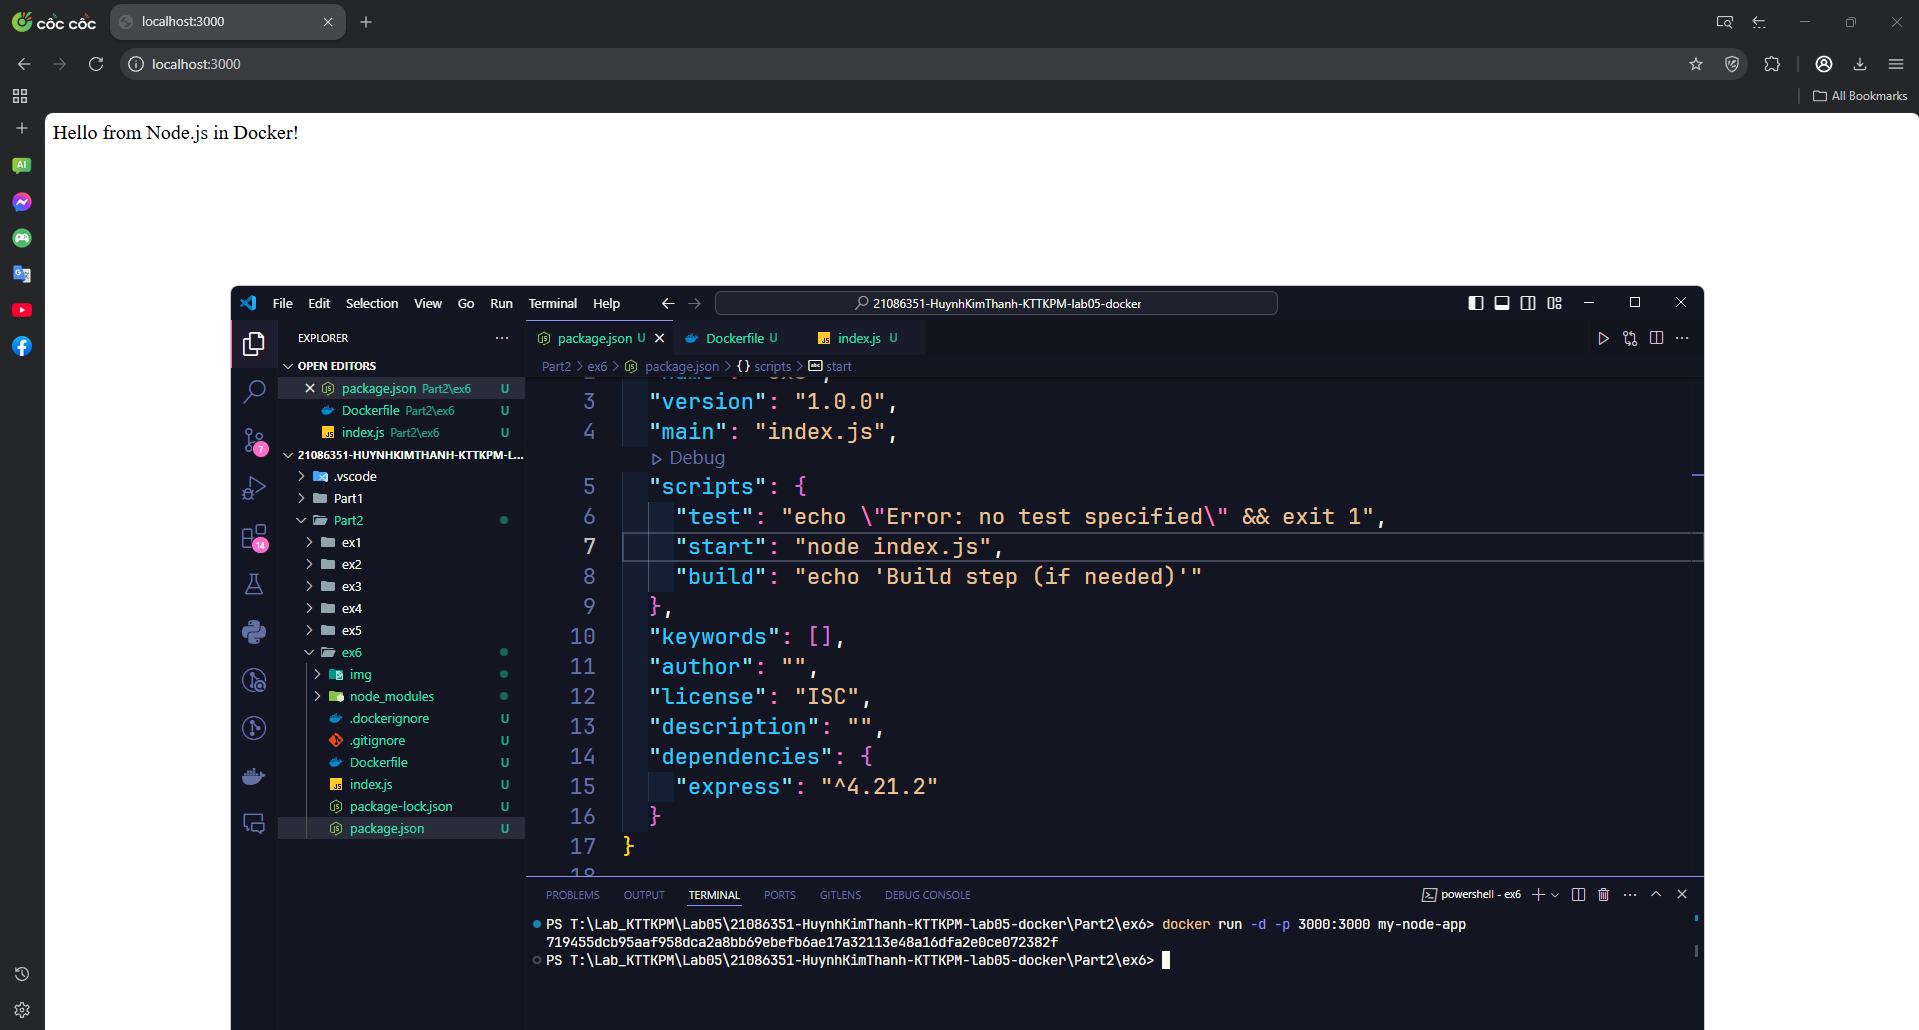 cốc cốc
localhost:3000
localhost:3000
All Bookmarks
Hello from Node.js in Docker!
AI
File Edit Selection View Go Run Terminal Help
21086351-HuynhKimThanh-KTTKPM-lab05-docker
EXPLORER
OPEN EDITORS
package.json Part2\ex6 U
Dockerfile Part2\ex6 U
index.js Part2\ex6 U
21086351-HUYNHKIMTHANH-KTTKPM-L...
.vscode
Part1
Part2
ex1
ex2
ex3
ex4
ex5
ex6
img
node_modules
.dockerignore U
.gitignore U
Dockerfile U
index.js U
package-lock.json U
package.json U
7
14
package.json U
Dockerfile U
index.js U
Part2 > ex6 > package.json > {} scripts > abc start
3 "version": "1.0.0",
4 "main": "index.js",
Debug
5 "scripts": {
6 "test": "echo \"Error: no test specified\" && exit 1",
7 "start": "node index.js",
8 "build": "echo 'Build step (if needed)'"
9 },
10 "keywords": [],
11 "author": "",
12 "license": "ISC",
13 "description": "",
14 "dependencies": {
15 "express": "^4.21.2"
16 }
17 }
18
PROBLEMS OUTPUT TERMINAL PORTS GITLENS DEBUG CONSOLE
powershell - ex6
PS T:\Lab_KTTKPM\Lab05\21086351-HuynhKimThanh-KTTKPM-lab05-docker\Part2\ex6> docker run -d -p 3000:3000 my-node-app
719455dcb95aaf958dca2a8bb69ebefb6ae17a32113e48a16dfa2e0ce072382f
PS T:\Lab_KTTKPM\Lab05\21086351-HuynhKimThanh-KTTKPM-lab05-docker\Part2\ex6>